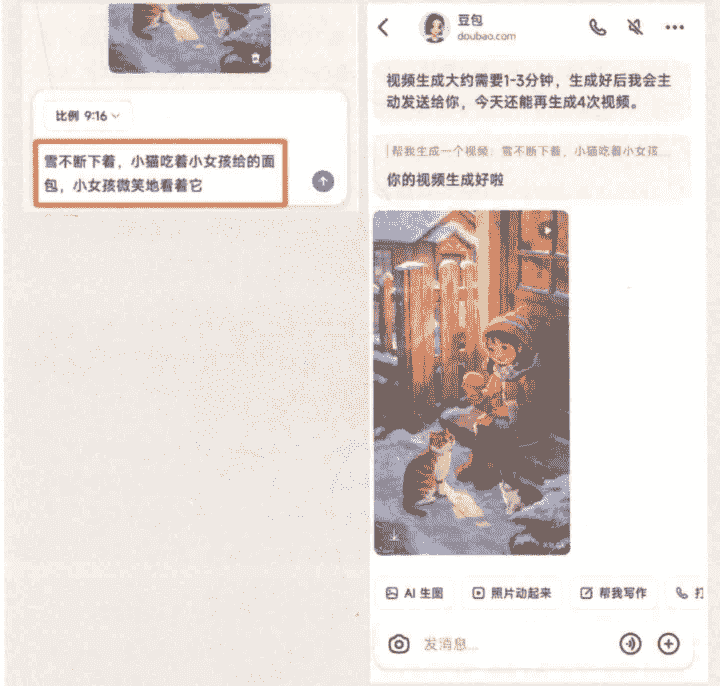 比例 9:16
雪不断下着，小猫吃着小女孩给的面
包，小女孩微笑地看着它
豆包
doubao.com
视频生成大约需要1-3分钟，生成好后我会主
动发送给你，今天还能再生成4次视频。
帮我生成一个视频：雪不断下着，小猫吃着小女孩...
你的视频生成好啦
AI 生图
照片动起来
帮我写作
打
发消息...